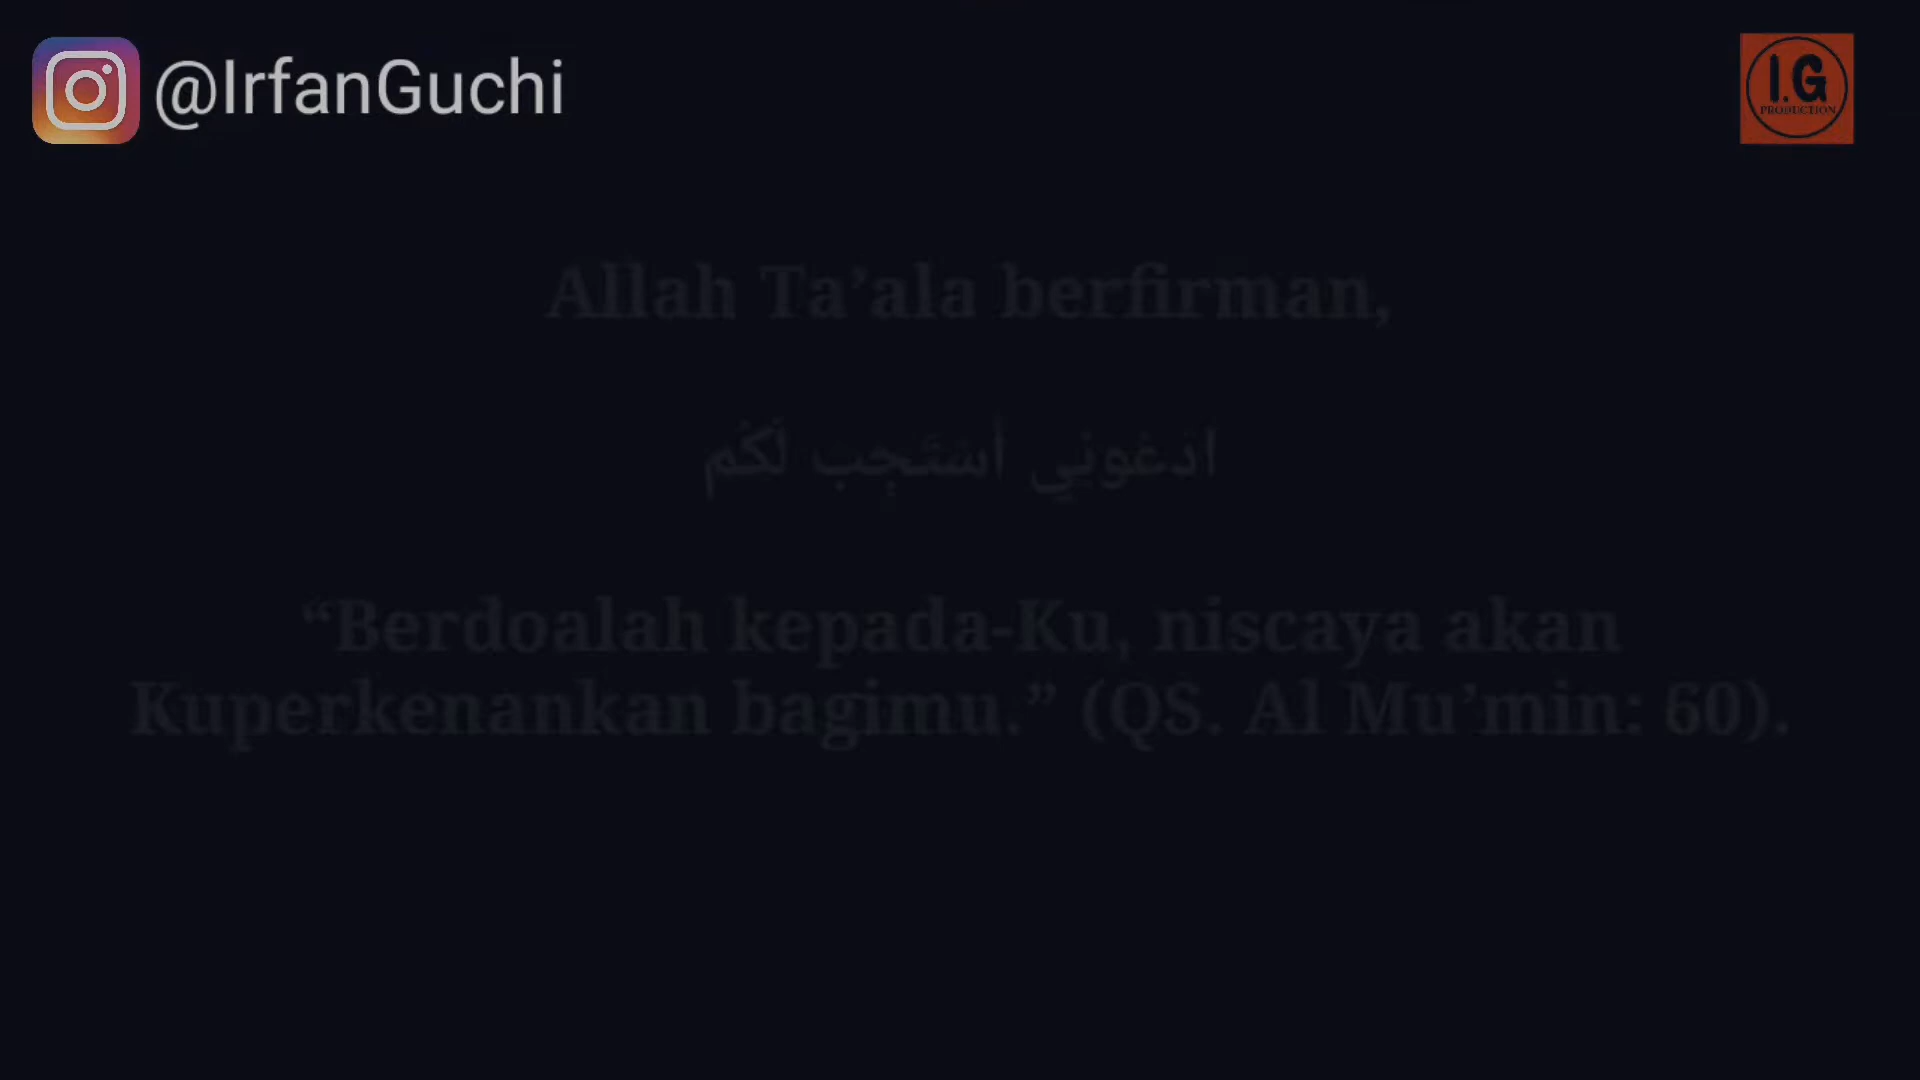 @IrfanGuchi
I.G
PRODUCTION
Allah Ta’ala berfirman,
ادْعُونِي أَسْتَجِبْ لَكُمْ
“Berdoalah kepada-Ku, niscaya akan
Kuperkenankan bagimu.” (QS. Al Mu’min: 60).